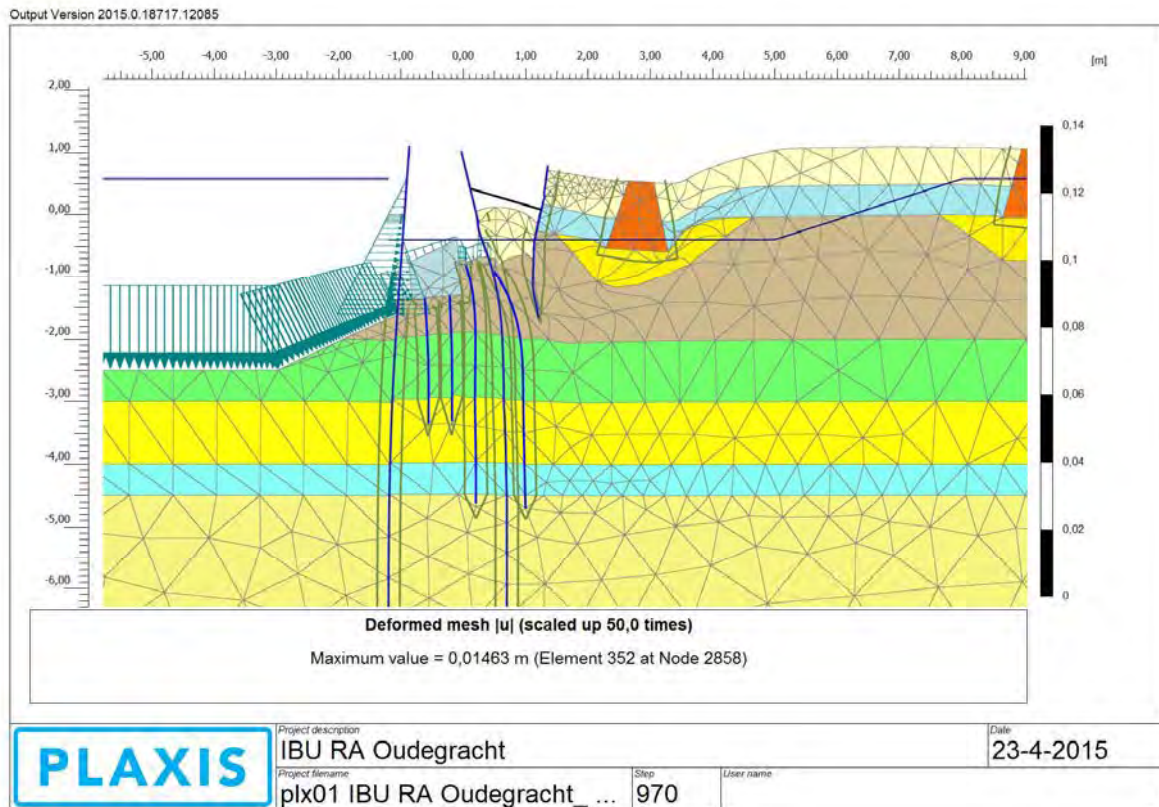 Output Version 2015.0.18717.12085
-5,00 -4,00 -3,00 -2,00 -1,00 0,00 1,00 2,00 3,00 4,00 5,00 6,00 7,00 8,00 9,00
[m]
2,00
1,00
0,00
-1,00
-2,00
-3,00
-4,00
-5,00
-6,00
0,14
0,12
0,1
0,08
0,06
0,04
0,02
0
Deformed mesh |u| (scaled up 50,0 times)
Maximum value = 0,01463 m (Element 352 at Node 2858)
PLAXIS
Project description
IBU RA Oudegracht
Date
23-4-2015
Project filename
plx01 IBU RA Oudegracht_ ...
Step
970
User name